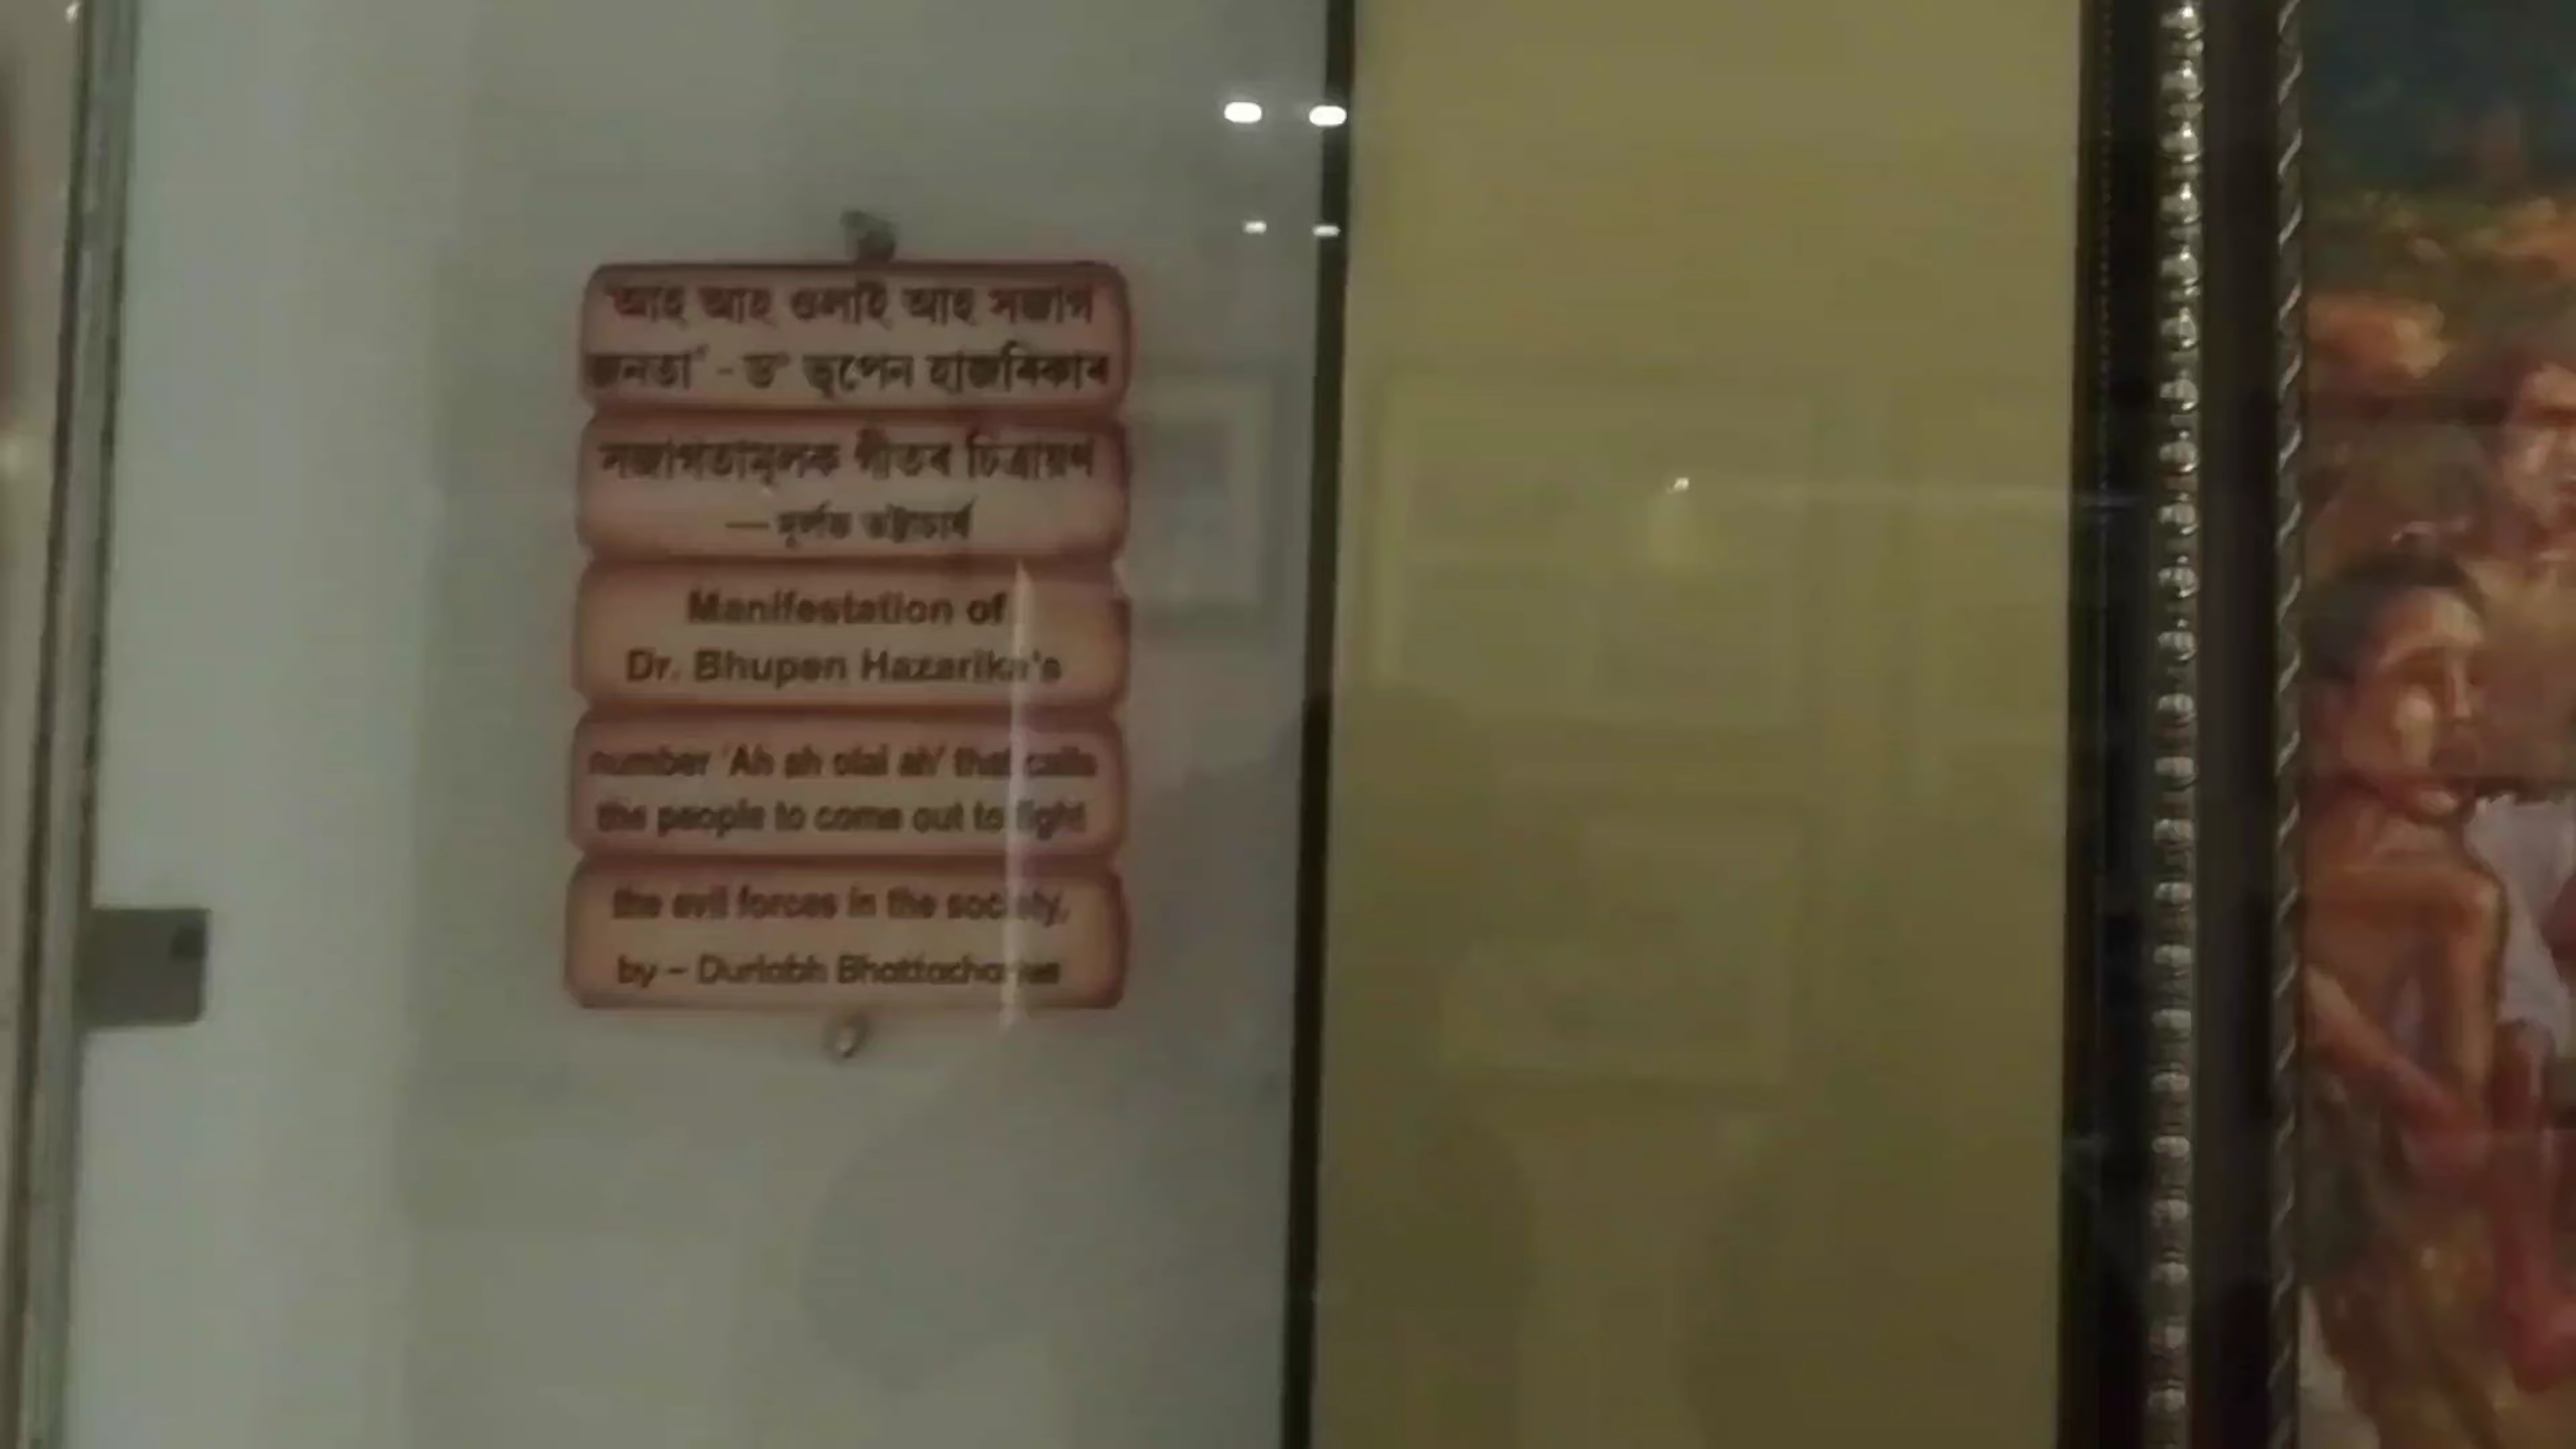 'আহ আহ ওলাই আহ সজাগ
জনতা' - ড° ভূপেন হাজৰিকাৰ
সজাগতামূলক গীতৰ চিত্ৰায়ণ
— দূৰ্লভ ভট্টাচাৰ্য
Manifestation of
Dr. Bhupen Hazarika's
number 'Ah ah olai ah' that calls
the people to come out to fight
the evil forces in the society,
by – Durlabh Bhattacharjee